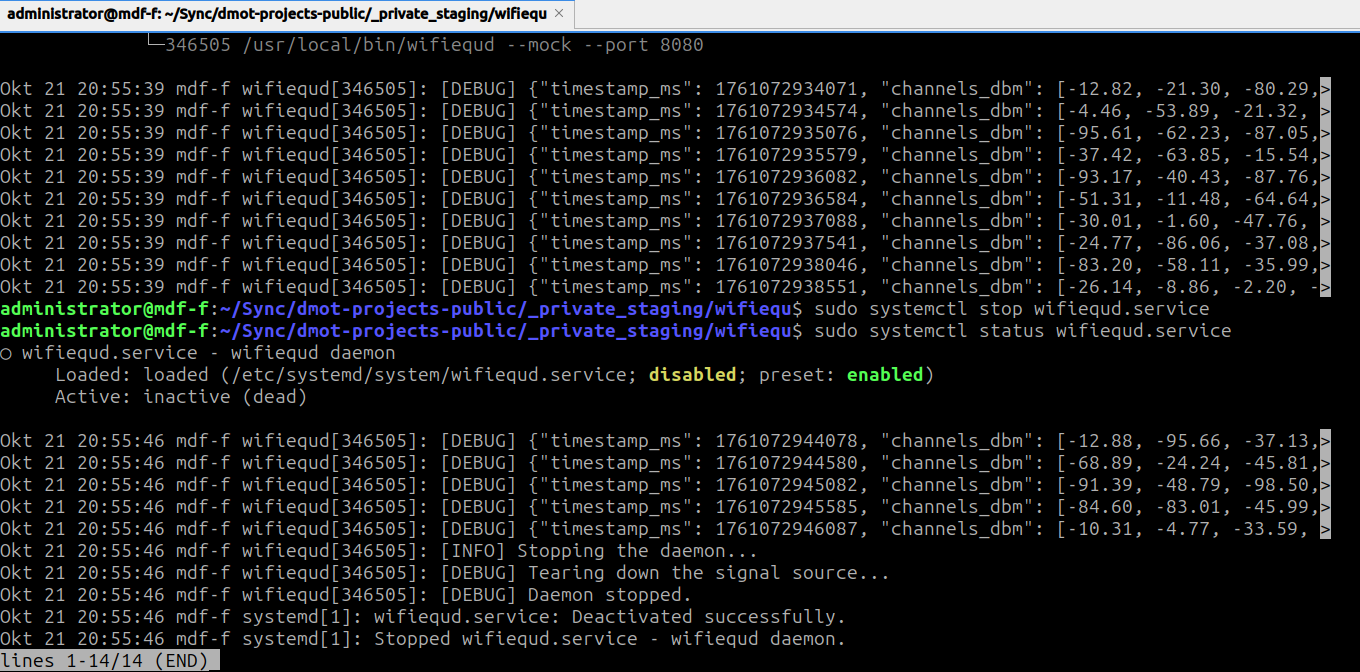 administrator@mdf-f: ~/Sync/dmot-projects-public/_private_staging/wifiequ ×
└─346505 /usr/local/bin/wifiequd --mock --port 8080
Okt 21 20:55:39 mdf-f wifiequd[346505]: [DEBUG] {"timestamp_ms": 1761072934071, "channels_dbm": [-12.82, -21.30, -80.29,>
Okt 21 20:55:39 mdf-f wifiequd[346505]: [DEBUG] {"timestamp_ms": 1761072934574, "channels_dbm": [-4.46, -53.89, -21.32, >
Okt 21 20:55:39 mdf-f wifiequd[346505]: [DEBUG] {"timestamp_ms": 1761072935076, "channels_dbm": [-95.61, -62.23, -87.05,>
Okt 21 20:55:39 mdf-f wifiequd[346505]: [DEBUG] {"timestamp_ms": 1761072935579, "channels_dbm": [-37.42, -63.85, -15.54,>
Okt 21 20:55:39 mdf-f wifiequd[346505]: [DEBUG] {"timestamp_ms": 1761072936082, "channels_dbm": [-93.17, -40.43, -87.76,>
Okt 21 20:55:39 mdf-f wifiequd[346505]: [DEBUG] {"timestamp_ms": 1761072936584, "channels_dbm": [-51.31, -11.48, -64.64,>
Okt 21 20:55:39 mdf-f wifiequd[346505]: [DEBUG] {"timestamp_ms": 1761072937088, "channels_dbm": [-30.01, -1.60, -47.76, >
Okt 21 20:55:39 mdf-f wifiequd[346505]: [DEBUG] {"timestamp_ms": 1761072937541, "channels_dbm": [-24.77, -86.06, -37.08,>
Okt 21 20:55:39 mdf-f wifiequd[346505]: [DEBUG] {"timestamp_ms": 1761072938046, "channels_dbm": [-83.20, -58.11, -35.99,>
Okt 21 20:55:39 mdf-f wifiequd[346505]: [DEBUG] {"timestamp_ms": 1761072938551, "channels_dbm": [-26.14, -8.86, -2.20, ->
administrator@mdf-f:~/Sync/dmot-projects-public/_private_staging/wifiequ$ sudo systemctl stop wifiequd.service
administrator@mdf-f:~/Sync/dmot-projects-public/_private_staging/wifiequ$ sudo systemctl status wifiequd.service
○ wifiequd.service - wifiequd daemon
Loaded: loaded (/etc/systemd/system/wifiequd.service; disabled; preset: enabled)
Active: inactive (dead)
Okt 21 20:55:46 mdf-f wifiequd[346505]: [DEBUG] {"timestamp_ms": 1761072944078, "channels_dbm": [-12.88, -95.66, -37.13,>
Okt 21 20:55:46 mdf-f wifiequd[346505]: [DEBUG] {"timestamp_ms": 1761072944580, "channels_dbm": [-68.89, -24.24, -45.81,>
Okt 21 20:55:46 mdf-f wifiequd[346505]: [DEBUG] {"timestamp_ms": 1761072945082, "channels_dbm": [-91.39, -48.79, -98.50,>
Okt 21 20:55:46 mdf-f wifiequd[346505]: [DEBUG] {"timestamp_ms": 1761072945585, "channels_dbm": [-84.60, -83.01, -45.99,>
Okt 21 20:55:46 mdf-f wifiequd[346505]: [DEBUG] {"timestamp_ms": 1761072946087, "channels_dbm": [-10.31, -4.77, -33.59, >
Okt 21 20:55:46 mdf-f wifiequd[346505]: [INFO] Stopping the daemon...
Okt 21 20:55:46 mdf-f wifiequd[346505]: [DEBUG] Tearing down the signal source...
Okt 21 20:55:46 mdf-f wifiequd[346505]: [DEBUG] Daemon stopped.
Okt 21 20:55:46 mdf-f systemd[1]: wifiequd.service: Deactivated successfully.
Okt 21 20:55:46 mdf-f systemd[1]: Stopped wifiequd.service - wifiequd daemon.
lines 1-14/14 (END)